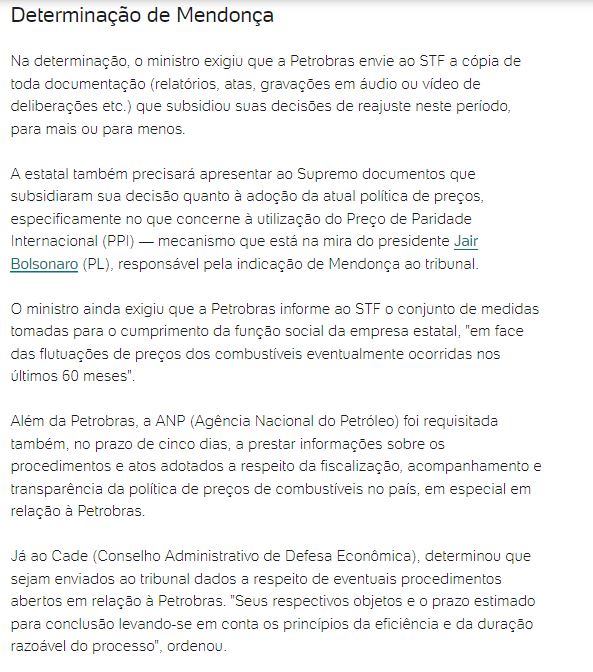 Determinação de Mendonça
Na determinação, o ministro exigiu que a Petrobras envie ao STF a cópia de
toda documentação (relatórios, atas, gravações em áudio ou vídeo de
deliberações etc.) que subsidiou suas decisões de reajuste neste período,
para mais ou para menos.
A estatal também precisará apresentar ao Supremo documentos que
subsidiaram sua decisão quanto à adoção da atual política de preços,
especificamente no que concerne à utilização do Preço de Paridade
Internacional (PPI) — mecanismo que está na mira do presidente Jair
Bolsonaro (PL), responsável pela indicação de Mendonça ao tribunal.
O ministro ainda exigiu que a Petrobras informe ao STF o conjunto de medidas
tomadas para o cumprimento da função social da empresa estatal, "em face
das flutuações de preços dos combustíveis eventualmente ocorridas nos
últimos 60 meses".
Além da Petrobras, a ANP (Agência Nacional do Petróleo) foi requisitada
também, no prazo de cinco dias, a prestar informações sobre os
procedimentos e atos adotados a respeito da fiscalização, acompanhamento e
transparência da política de preços de combustíveis no país, em especial em
relação à Petrobras.
Já ao Cade (Conselho Administrativo de Defesa Econômica), determinou que
sejam enviados ao tribunal dados a respeito de eventuais procedimentos
abertos em relação à Petrobras. "Seus respectivos objetos e o prazo estimado
para conclusão levando-se em conta os princípios da eficiência e da duração
razoável do processo", ordenou.